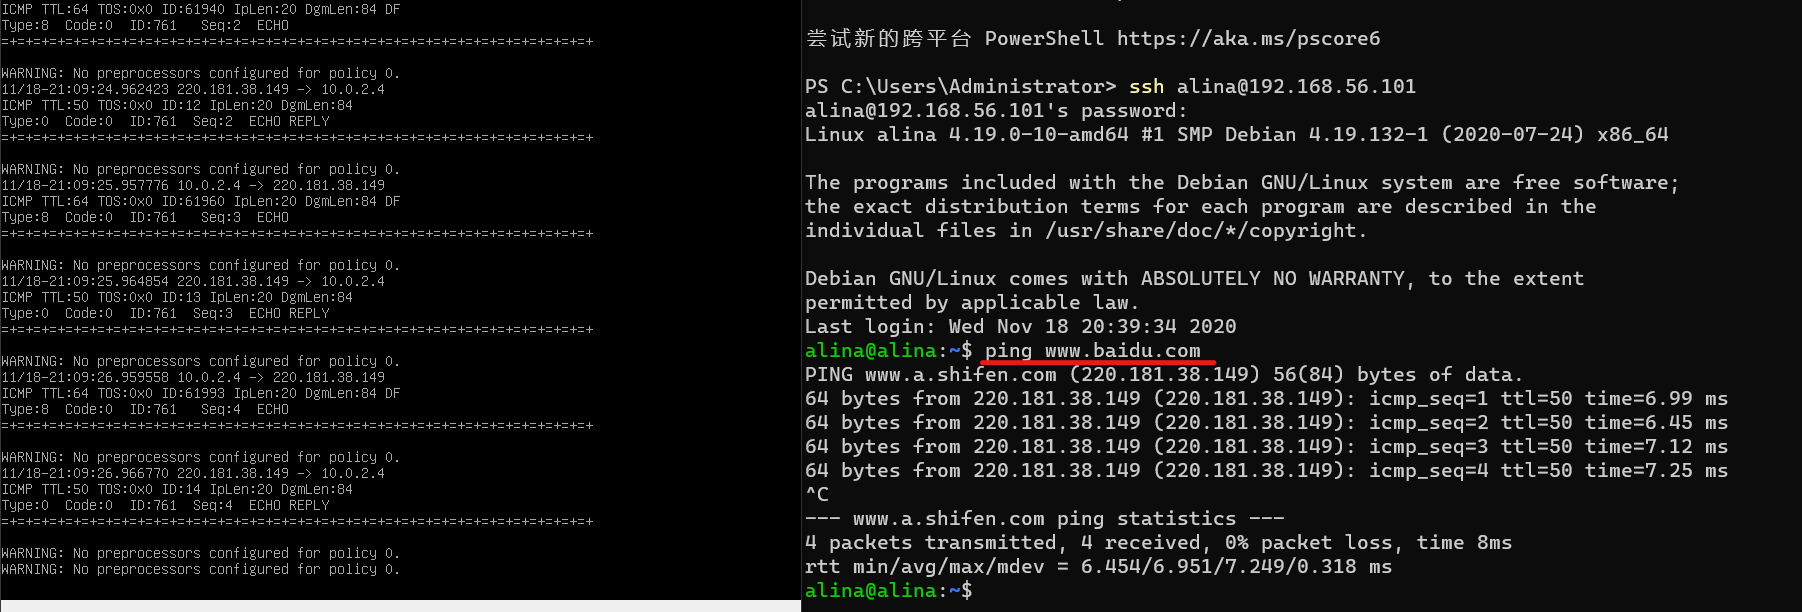 ICMP TTL:64 TOS:0x0 ID:61940 IpLen:20 DgmLen:84 DF
Type:8  Code:0  ID:761   Seq:2  ECHO
=+=+=+=+=+=+=+=+=+=+=+=+=+=+=+=+=+=+=+=+=+=+=+=+=+=+=+=+=+=+=+=+=+=+=+=+=+
WARNING: No preprocessors configured for policy 0.
11/18-21:09:24.962423 220.181.38.149 -> 10.0.2.4
ICMP TTL:50 TOS:0x0 ID:12 IpLen:20 DgmLen:84
Type:0  Code:0  ID:761  Seq:2  ECHO REPLY
=+=+=+=+=+=+=+=+=+=+=+=+=+=+=+=+=+=+=+=+=+=+=+=+=+=+=+=+=+=+=+=+=+=+=+=+=+
WARNING: No preprocessors configured for policy 0.
11/18-21:09:25.957776 10.0.2.4 -> 220.181.38.149
ICMP TTL:64 TOS:0x0 ID:61960 IpLen:20 DgmLen:84 DF
Type:8  Code:0  ID:761   Seq:3  ECHO
=+=+=+=+=+=+=+=+=+=+=+=+=+=+=+=+=+=+=+=+=+=+=+=+=+=+=+=+=+=+=+=+=+=+=+=+=+
WARNING: No preprocessors configured for policy 0.
11/18-21:09:25.964854 220.181.38.149 -> 10.0.2.4
ICMP TTL:50 TOS:0x0 ID:13 IpLen:20 DgmLen:84
Type:0  Code:0  ID:761  Seq:3  ECHO REPLY
=+=+=+=+=+=+=+=+=+=+=+=+=+=+=+=+=+=+=+=+=+=+=+=+=+=+=+=+=+=+=+=+=+=+=+=+=+
WARNING: No preprocessors configured for policy 0.
11/18-21:09:26.959558 10.0.2.4 -> 220.181.38.149
ICMP TTL:64 TOS:0x0 ID:61993 IpLen:20 DgmLen:84 DF
Type:8  Code:0  ID:761   Seq:4  ECHO
=+=+=+=+=+=+=+=+=+=+=+=+=+=+=+=+=+=+=+=+=+=+=+=+=+=+=+=+=+=+=+=+=+=+=+=+=+
WARNING: No preprocessors configured for policy 0.
11/18-21:09:26.966770 220.181.38.149 -> 10.0.2.4
ICMP TTL:50 TOS:0x0 ID:14 IpLen:20 DgmLen:84
Type:0  Code:0  ID:761  Seq:4  ECHO REPLY
=+=+=+=+=+=+=+=+=+=+=+=+=+=+=+=+=+=+=+=+=+=+=+=+=+=+=+=+=+=+=+=+=+=+=+=+=+
WARNING: No preprocessors configured for policy 0.
WARNING: No preprocessors configured for policy 0.
尝试新的跨平台 PowerShell https://aka.ms/pscore6
PS C:\Users\Administrator> ssh alina@192.168.56.101
alina@192.168.56.101's password:
Linux alina 4.19.0-10-amd64 #1 SMP Debian 4.19.132-1 (2020-07-24) x86_64
The programs included with the Debian GNU/Linux system are free software;
the exact distribution terms for each program are described in the
individual files in /usr/share/doc/*/copyright.
Debian GNU/Linux comes with ABSOLUTELY NO WARRANTY, to the extent
permitted by applicable law.
Last login: Wed Nov 18 20:39:34 2020
alina@alina:~$ ping www.baidu.com
PING www.a.shifen.com (220.181.38.149) 56(84) bytes of data.
64 bytes from 220.181.38.149 (220.181.38.149): icmp_seq=1 ttl=50 time=6.99 ms
64 bytes from 220.181.38.149 (220.181.38.149): icmp_seq=2 ttl=50 time=6.45 ms
64 bytes from 220.181.38.149 (220.181.38.149): icmp_seq=3 ttl=50 time=7.12 ms
64 bytes from 220.181.38.149 (220.181.38.149): icmp_seq=4 ttl=50 time=7.25 ms
^C
--- www.a.shifen.com ping statistics ---
4 packets transmitted, 4 received, 0% packet loss, time 8ms
rtt min/avg/max/mdev = 6.454/6.951/7.249/0.318 ms
alina@alina:~$